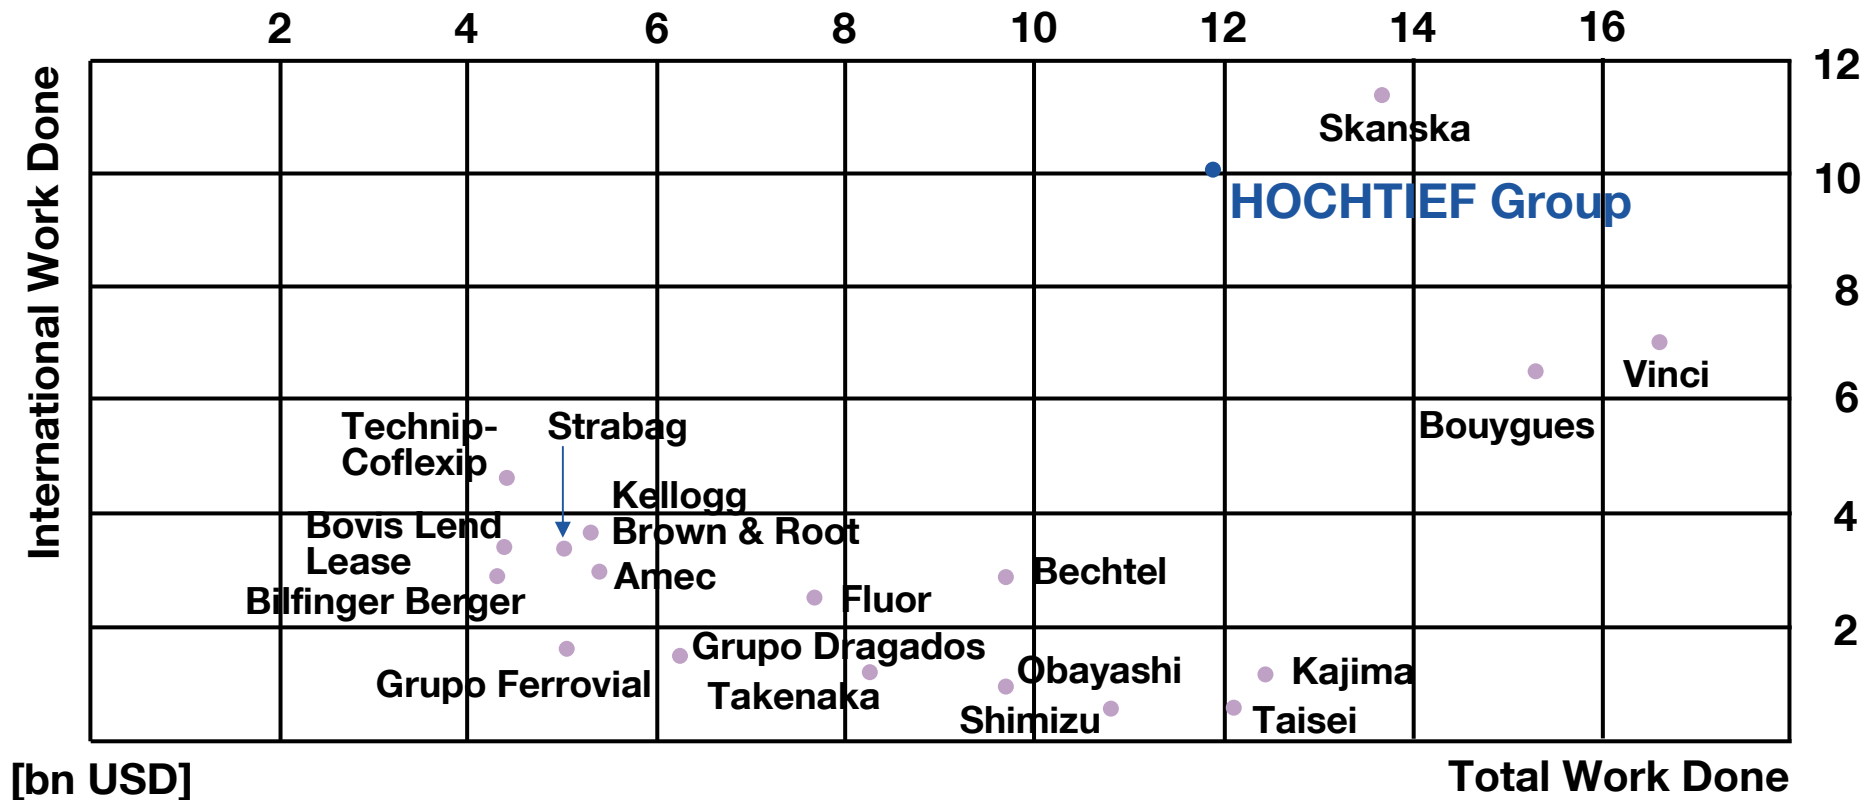 2 4 6 8 10 12 14 16
12
10
8
6
4
2
International Work Done
Skanska
HOCHTIEF Group
Vinci
Bouygues
Technip-
Coflexip
Strabag
Kellogg
Brown & Root
Bovis Lend
Lease
Amec
Bilfinger Berger
Fluor
Bechtel
Grupo Dragados
Grupo Ferrovial
Takenaka
Obayashi
Shimizu
Kajima
Taisei
[bn USD]
Total Work Done